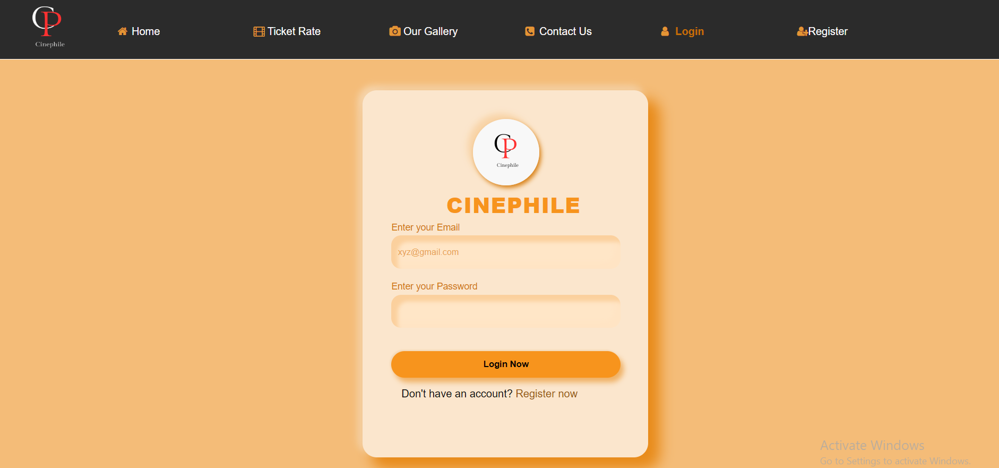 CP
Cinephile
Home
Ticket Rate
Our Gallery
Contact Us
Login
Register
CP
Cinephile
CINEPHILE
Enter your Email
xyz@gmail.com
Enter your Password
Login Now
Don't have an account? Register now
Activate Windows
Go to Settings to activate Windows.